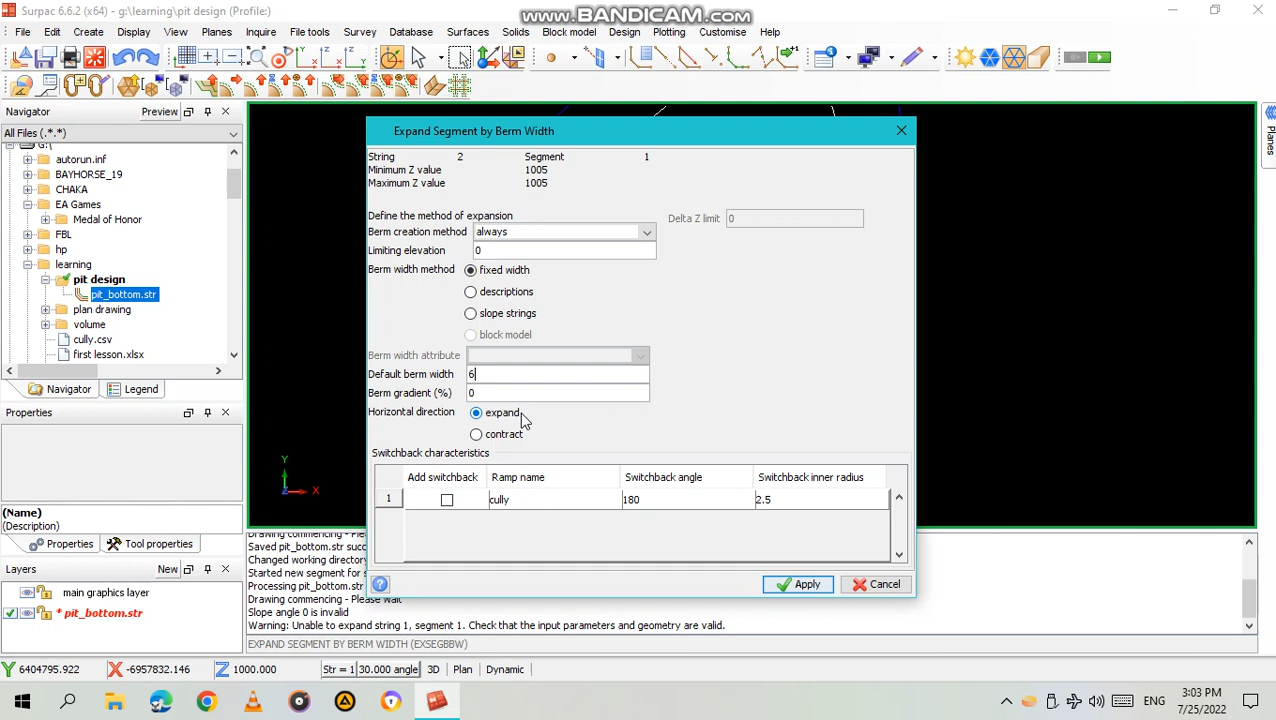 Surpac 6.6.2 (x64) - g:\learning\pit design (Profile:)
www.BANDICAM.com
File Edit Create Display View Planes Inquire File tools Survey Database Surfaces Solids Block model Design Plotting Customise Help
Navigator Preview
All Files (*.*)
G:\
autorun.inf
BAYHORSE_19
CHAKA
EA Games
Medal of Honor
hp
learning
pit design
pit_bottom.str
plan drawing
volume
cully.csv
first lesson.xlsx
Navigator Legend
Properties
(Name)
(Description)
Properties Tool properties
Layers New
main graphics layer
* pit_bottom.str
Planes
Expand Segment by Berm Width
String 2 Segment 1
Minimum Z value 1005
Maximum Z value 1005
Define the method of expansion
Delta Z limit 0
Berm creation method always
Limiting elevation 0
Berm width method fixed width
descriptions
slope strings
block model
Berm width attribute
Default berm width 6
Berm gradient (%) 0
Horizontal direction expand
contract
Switchback characteristics
Add switchback Ramp name Switchback angle Switchback inner radius
1 cully 180 2.5
Apply Cancel
Y
Z X
Drawing commencing - Please wait
Saved pit_bottom.str succ
Changed working directory
Started new segment for s
Processing pit_bottom.str
Drawing commencing - Please wait
Slope angle 0 is invalid
Warning: Unable to expand string 1, segment 1. Check that the input parameters and geometry are valid.
EXPAND SEGMENT BY BERM WIDTH (EXSEGBBW)
Y 6404795.922 X -6957832.146 Z 1000.000 Str = 1 30.000 angle 3D Plan Dynamic
ENG
3:03 PM
7/25/2022